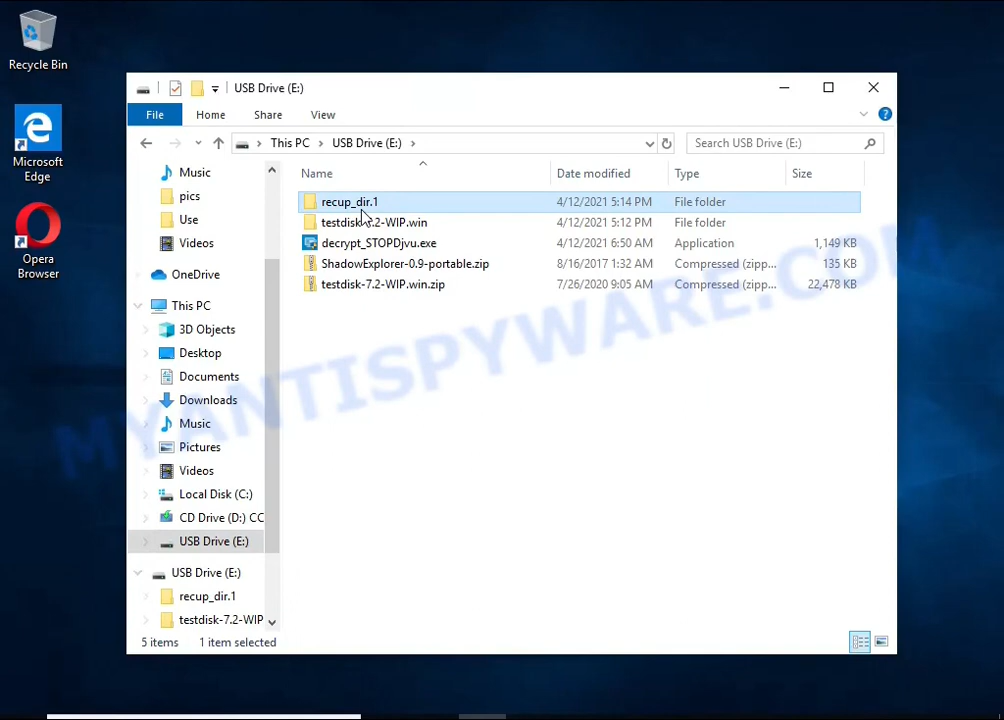 Recycle Bin
Microsoft
Edge
Opera
Browser
USB Drive (E:)
File Home Share View
This PC USB Drive (E:)
Search USB Drive (E:)
Name Date modified Type Size
recup_dir.1 4/12/2021 5:14 PM File folder
testdisk-7.2-WIP.win 4/12/2021 5:12 PM File folder
decrypt_STOPDjvu.exe 4/12/2021 6:50 AM Application 1,149 KB
ShadowExplorer-0.9-portable.zip 8/16/2017 1:32 AM Compressed (zipp... 135 KB
testdisk-7.2-WIP.win.zip 7/26/2020 9:05 AM Compressed (zipp... 22,478 KB
Music
pics
Use
Videos
OneDrive
This PC
3D Objects
Desktop
Documents
Downloads
Music
Pictures
Videos
Local Disk (C:)
CD Drive (D:) CC
USB Drive (E:)
USB Drive (E:)
recup_dir.1
testdisk-7.2-WIP
5 items 1 item selected
MYANTISPYWARE.COM